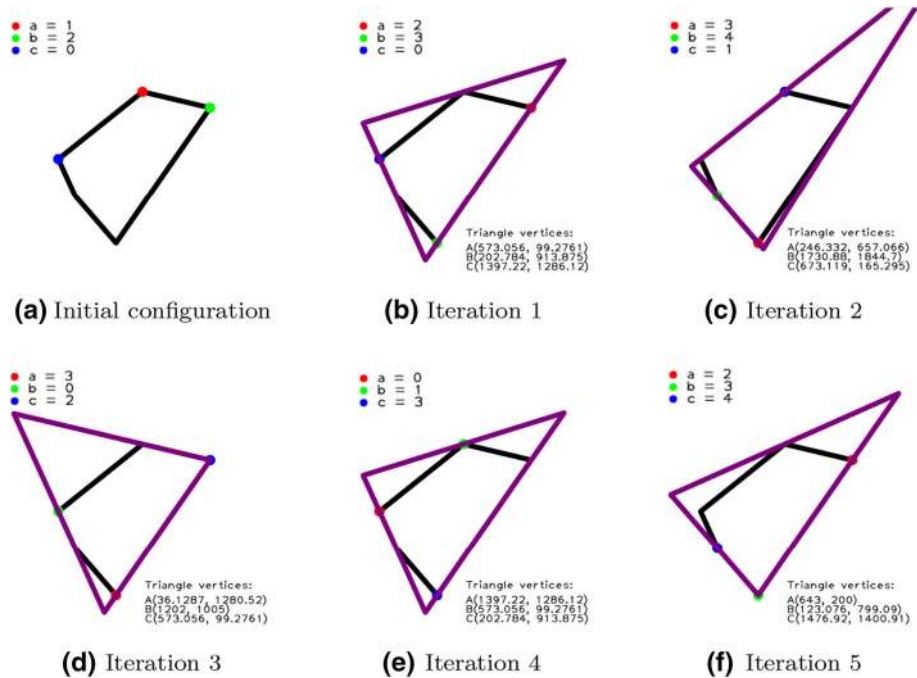 a = 1
b = 2
c = 0
(a) Initial configuration
a = 2
b = 3
c = 0
Triangle vertices:
A(573.056, 99.2761)
B(202.784, 913.875)
C(1397.22, 1286.12)
(b) Iteration 1
a = 3
b = 4
c = 1
Triangle vertices:
A(246.332, 657.066)
B(1730.88, 1844.7)
C(673.119, 165.295)
(c) Iteration 2
a = 3
b = 0
c = 2
Triangle vertices:
A(36.1287, 1280.52)
B(1202, 1005)
C(573.056, 99.2761)
(d) Iteration 3
a = 0
b = 1
c = 3
Triangle vertices:
A(1397.22, 1286.12)
B(573.056, 99.2761)
C(202.784, 913.875)
(e) Iteration 4
a = 2
b = 3
c = 4
Triangle vertices:
A(643, 200)
B(123.076, 799.09)
C(1476.92, 1400.91)
(f) Iteration 5